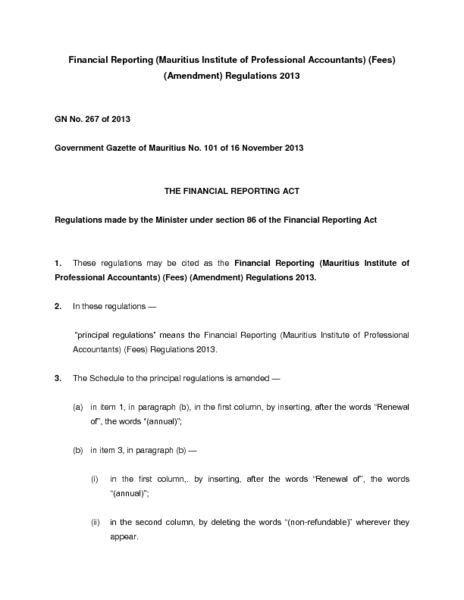 Financial Reporting (Mauritius Institute of Professional Accountants) (Fees)
(Amendment) Regulations 2013
GN No. 267 of 2013
Government Gazette of Mauritius No. 101 of 16 November 2013
THE FINANCIAL REPORTING ACT
Regulations made by the Minister under section 86 of the Financial Reporting Act
1. These regulations may be cited as the Financial Reporting (Mauritius Institute of
Professional Accountants) (Fees) (Amendment) Regulations 2013.
2. In these regulations —
"principal regulations" means the Financial Reporting (Mauritius Institute of Professional
Accountants) (Fees) Regulations 2013.
3. The Schedule to the principal regulations is amended —
(a) in item 1, in paragraph (b), in the first column, by inserting, after the words "Renewal
of", the words "(annual)";
(b) in item 3, in paragraph (b) —
(i) in the first column,. by inserting, after the words "Renewal of", the words
"(annual)";
(ii) in the second column, by deleting the words "(non-refundable)" wherever they
appear.